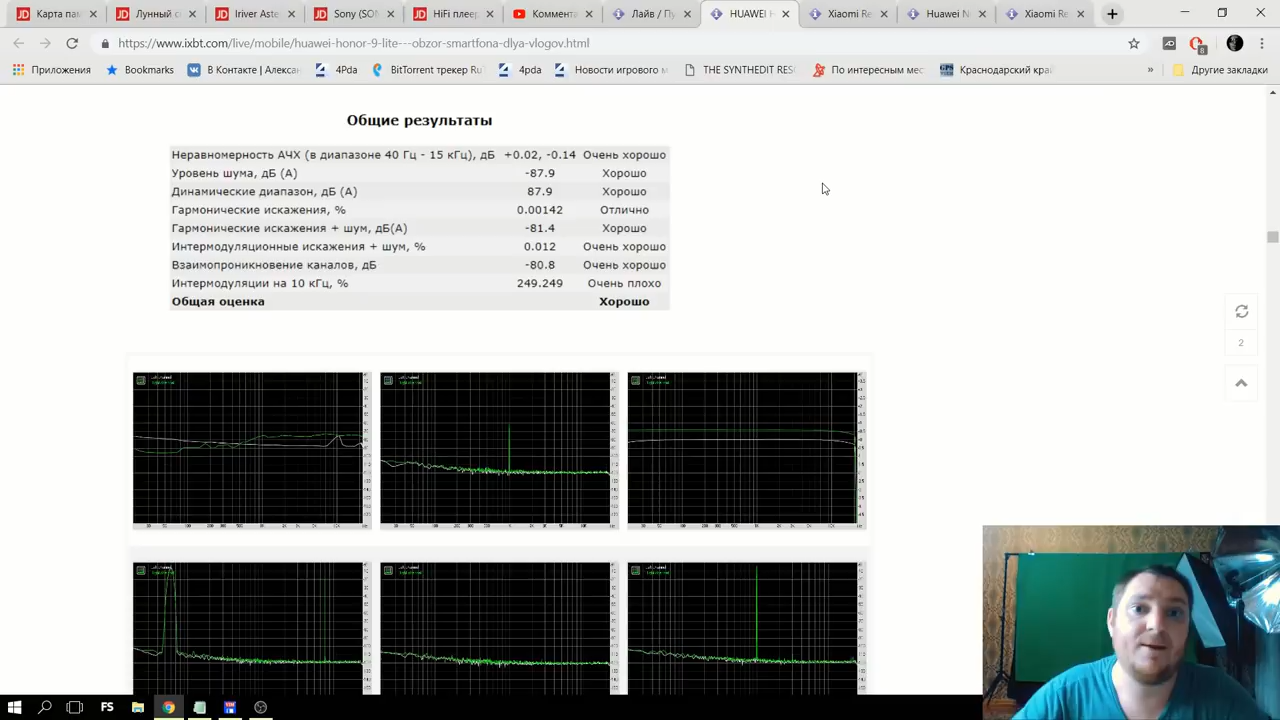 Карта пам
Лунный с
Iriver Aste
Sony (SO
HiFi плеер
Коммента
Лайв / Пу
HUAWEI H
Xiaomi Re
Huawei N
Xiaomi Re
https://www.ixbt.com/live/mobile/huawei-honor-9-lite---obzor-smartfona-dlya-vlogov.html
Приложения
Bookmarks
В Контакте | Алексан
4Pda
BitTorrent трекер Ru
4pda
Новости игрового м
THE SYNTHEDIT RES
По интересным мес
Краснодарский край
»
Другие закладки
Общие результаты
Неравномерность АЧХ (в диапазоне 40 Гц - 15 кГц), дБ +0.02, -0.14 Очень хорошо
Уровень шума, дБ (А) -87.9 Хорошо
Динамические диапазон, дБ (А) 87.9 Хорошо
Гармонические искажения, % 0.00142 Отлично
Гармонические искажения + шум, дБ(А) -81.4 Хорошо
Интермодуляционные искажения + шум, % 0.012 Очень хорошо
Взаимопроникновение каналов, дБ -80.8 Очень хорошо
Интермодуляции на 10 кГц, % 249.249 Очень плохо
Общая оценка Хорошо
2
FS